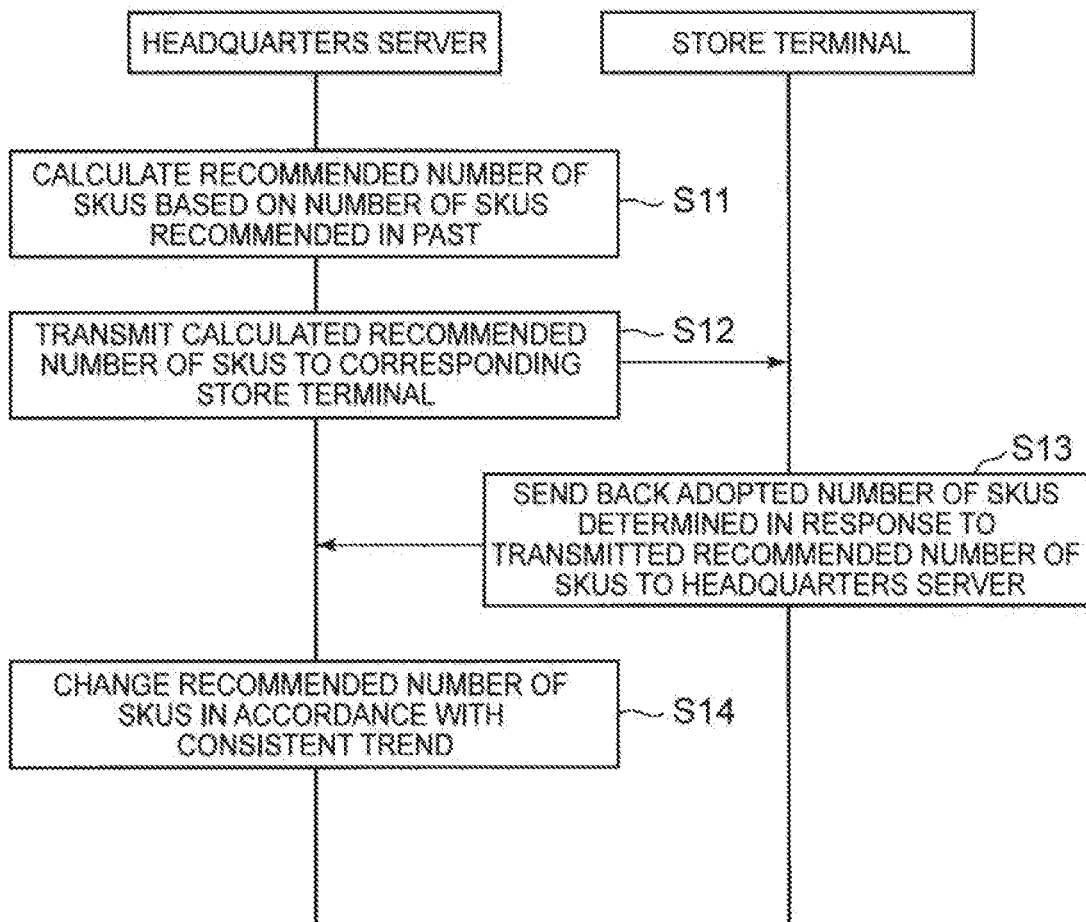 HEADQUARTERS SERVER
STORE TERMINAL
CALCULATE RECOMMENDED NUMBER OF
SKUS BASED ON NUMBER OF SKUS
RECOMMENDED IN PAST
S11
TRANSMIT CALCULATED RECOMMENDED
NUMBER OF SKUS TO CORRESPONDING
STORE TERMINAL
S12
S13
SEND BACK ADOPTED NUMBER OF SKUS
DETERMINED IN RESPONSE TO
TRANSMITTED RECOMMENDED NUMBER OF
SKUS TO HEADQUARTERS SERVER
CHANGE RECOMMENDED NUMBER OF
SKUS IN ACCORDANCE WITH
CONSISTENT TREND
S14